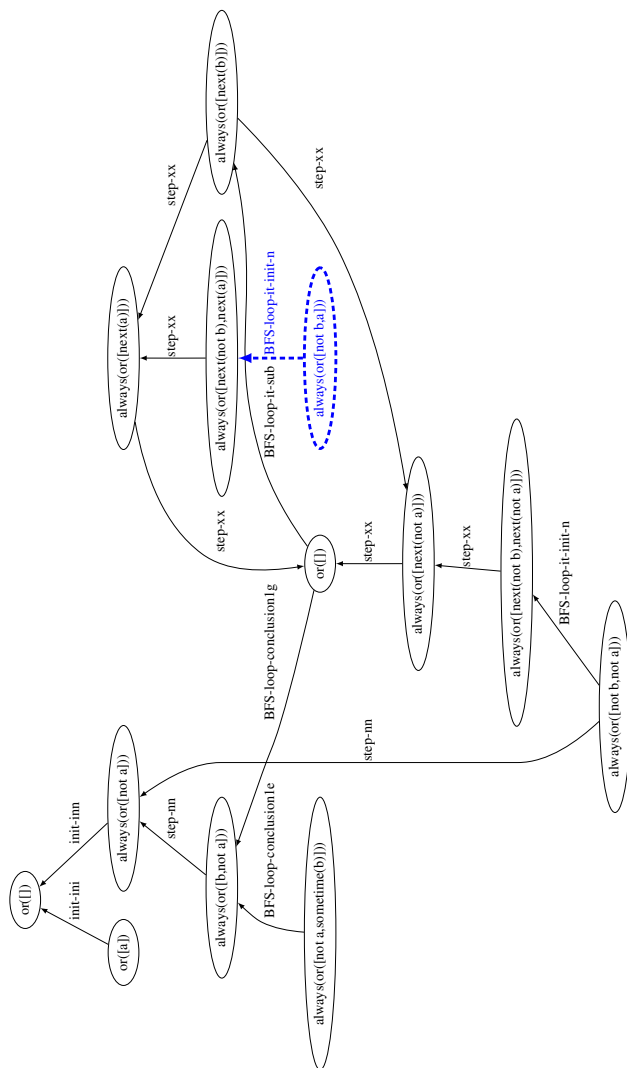 or([])
init-ini
init-inn
or([a])
always(or([not a]))
always(or([next(a)]))
step-nn
step-xx
step-xx
always(or([b,not a]))
always(or([next(not b),next(a)]))
always(or([next(b)]))
BFS-loop-conclusion1e
BFS-loop-conclusion1g
step-xx
BFS-loop-it-sub
BFS-loop-it-init-n
always(or([not a,sometime(b)]))
or([])
always(or([not b,a]))
step-xx
step-nn
step-xx
always(or([next(not a)]))
step-xx
always(or([next(not b),next(not a)]))
BFS-loop-it-init-n
always(or([not b,not a]))